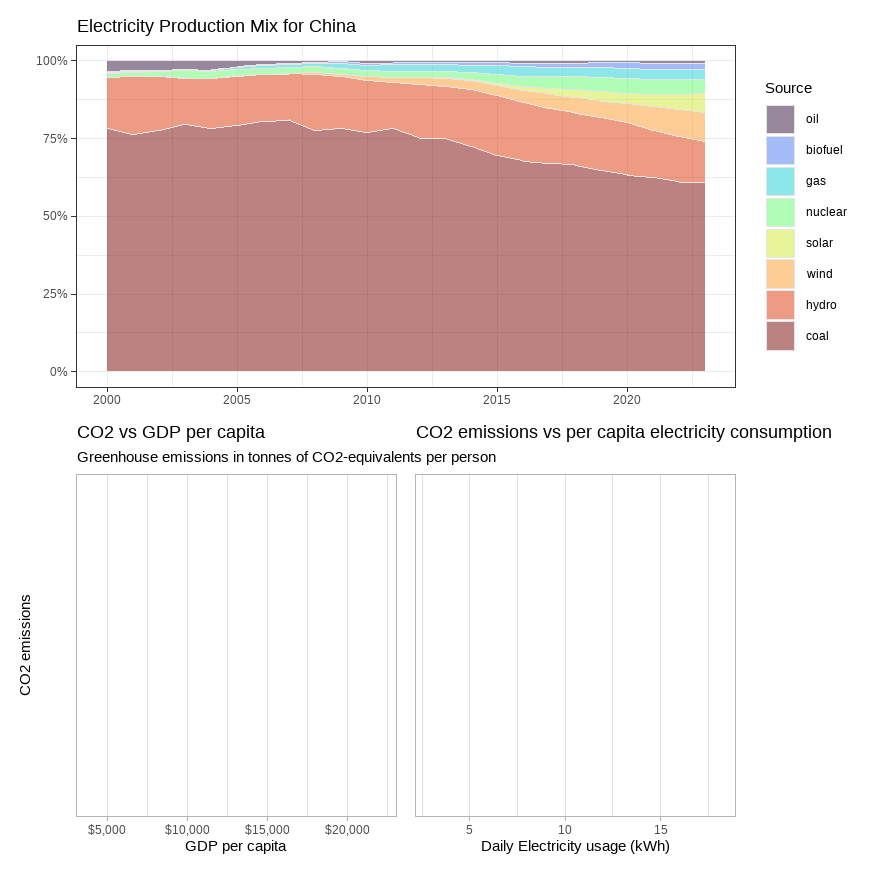 Electricity Production Mix for China
100%
75%
50%
25%
0%
2000 2005 2010 2015 2020
Source
oil
biofuel
gas
nuclear
solar
wind
hydro
coal
CO2 vs GDP per capita
Greenhouse emissions in tonnes of CO2-equivalents per person
CO2 emissions
$5,000 $10,000 $15,000 $20,000
GDP per capita
CO2 emissions vs per capita electricity consumption
5 10 15
Daily Electricity usage (kWh)